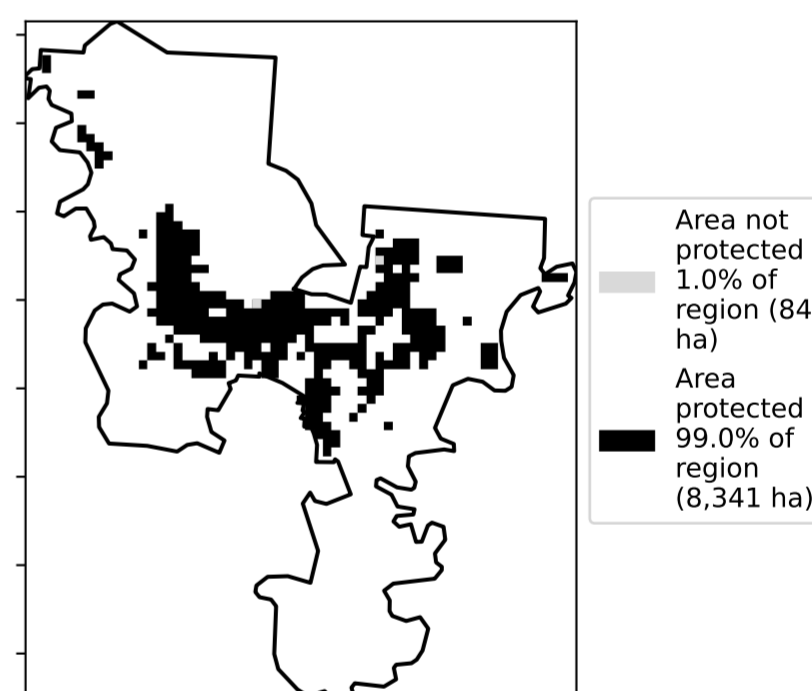 Area not
protected
1.0% of
region (84
ha)
Area
protected
99.0% of
region
(8,341 ha)